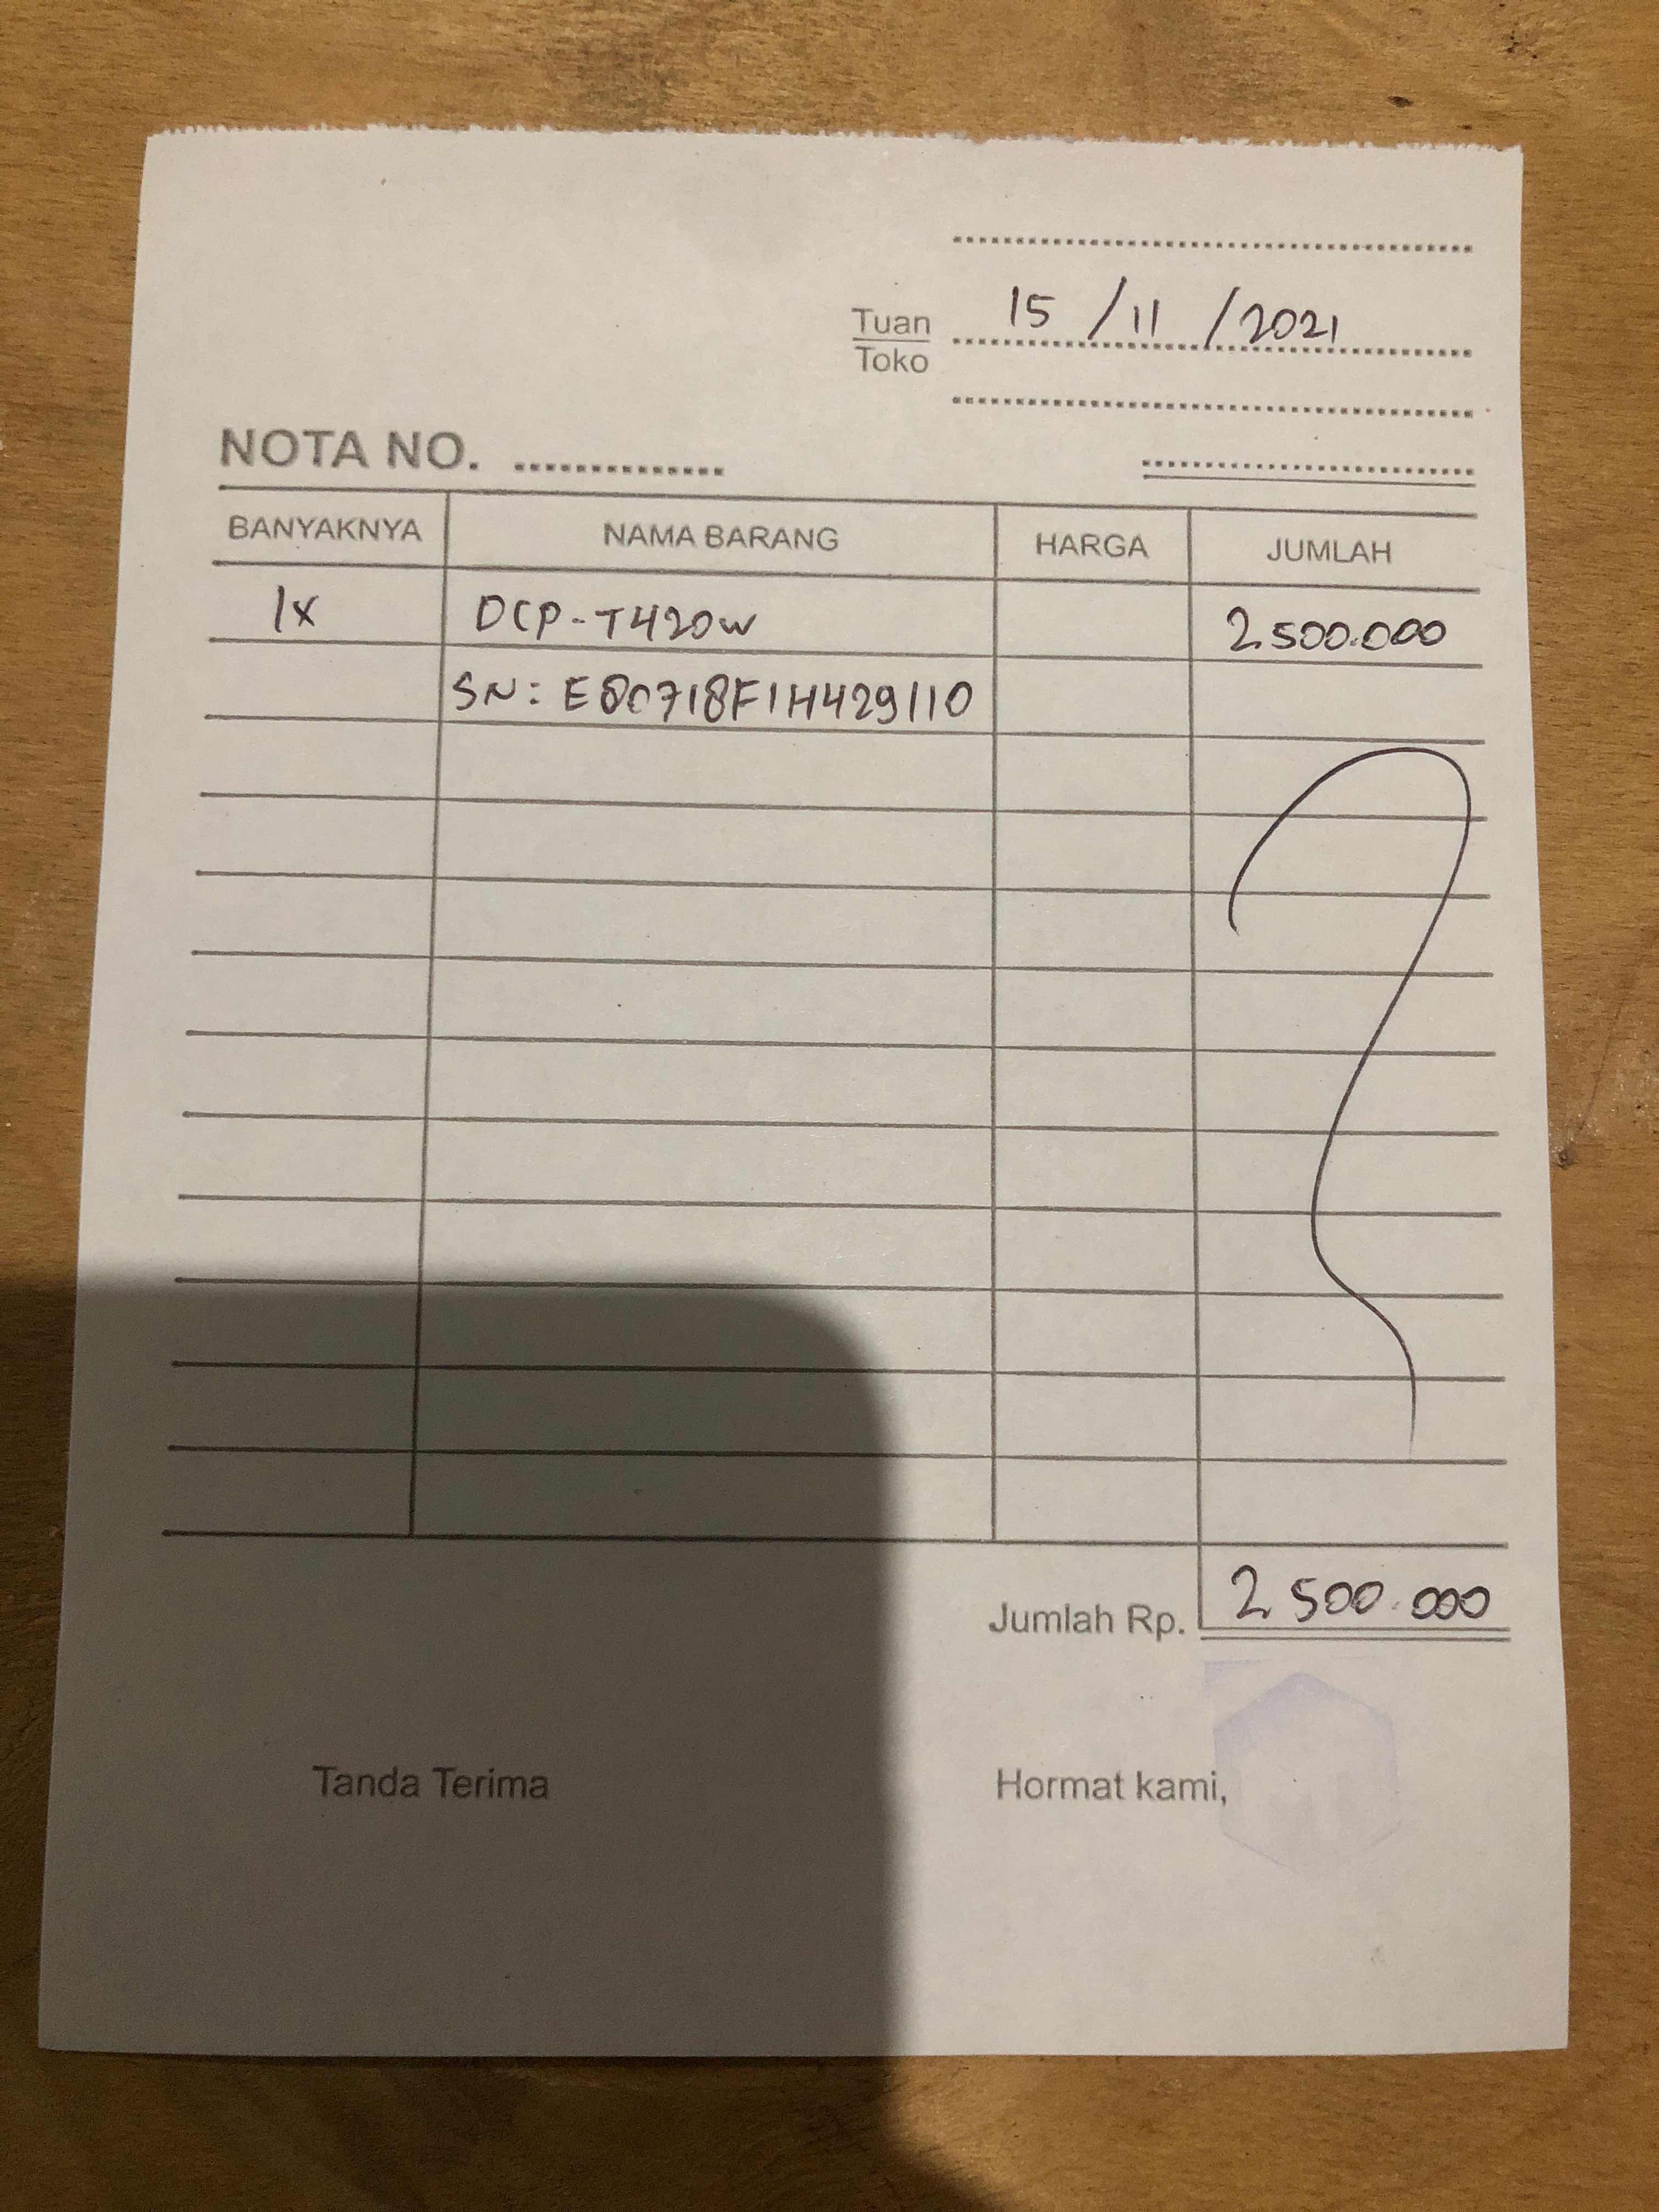 Tuan 15 / 11 / 2021
Toko
NOTA NO.
BANYAKNYA NAMA BARANG HARGA JUMLAH
1x DCP-T420W 2.500.000
SN: E80718F1H429110
Jumlah Rp. 2.500.000
Tanda Terima Hormat kami,